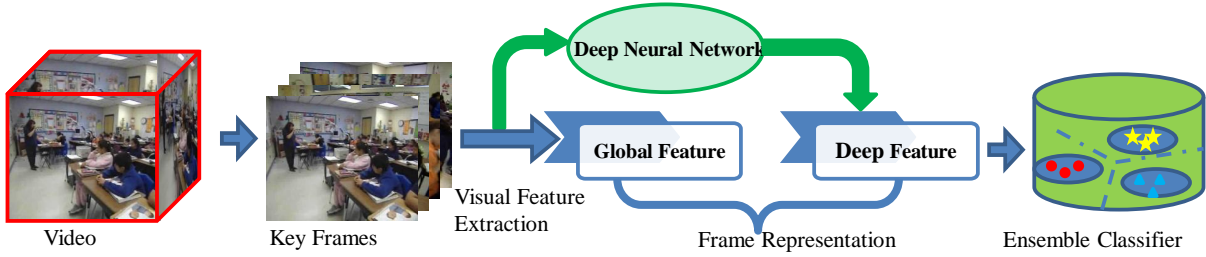 Deep Neural Network
Global Feature
Deep Feature
Visual Feature
Extraction
Video
Key Frames
Frame Representation
Ensemble Classifier